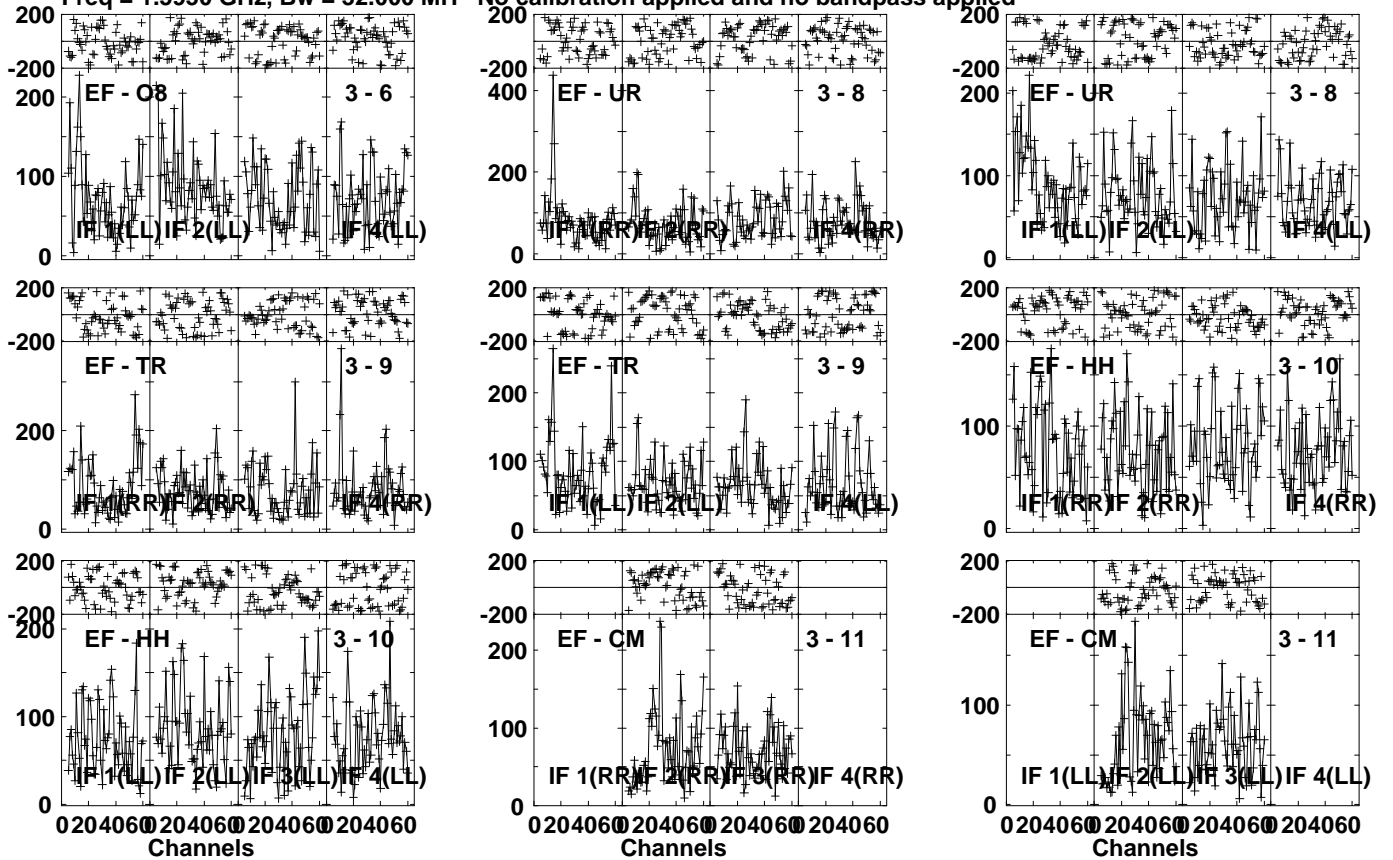 No calibration applied and no bandpass applied
200
-200
200
100
0
EF - O8
3 - 6
IF 1(LL)
IF 2(LL)
IF 4(LL)
200
-200
400
200
0
EF - UR
3 - 8
IF 1(RR)
IF 2(RR)
IF 4(RR)
200
-200
200
100
0
EF - UR
3 - 8
IF 1(LL)
IF 2(LL)
IF 4(LL)
200
-200
200
0
EF - TR
3 - 9
IF 1(RR)
IF 2(RR)
IF 4(RR)
200
-200
200
100
0
EF - TR
3 - 9
IF 1(LL)
IF 2(LL)
IF 4(LL)
200
-200
100
0
EF - HH
3 - 10
IF 1(RR)
IF 2(RR)
IF 4(RR)
200
-200
200
100
0
EF - HH
3 - 10
IF 1(LL)
IF 2(LL)
IF 3(LL)
IF 4(LL)
0 20 40 60 0 20 40 60 0 20 40 60 0 20 40 60
Channels
200
-200
200
100
0
EF - CM
3 - 11
IF 1(RR)
IF 2(RR)
IF 3(RR)
IF 4(RR)
0 20 40 60 0 20 40 60 0 20 40 60 0 20 40 60
Channels
200
-200
100
0
EF - CM
3 - 11
IF 1(LL)
IF 2(LL)
IF 3(LL)
IF 4(LL)
0 20 40 60 0 20 40 60 0 20 40 60 0 20 40 60
Channels